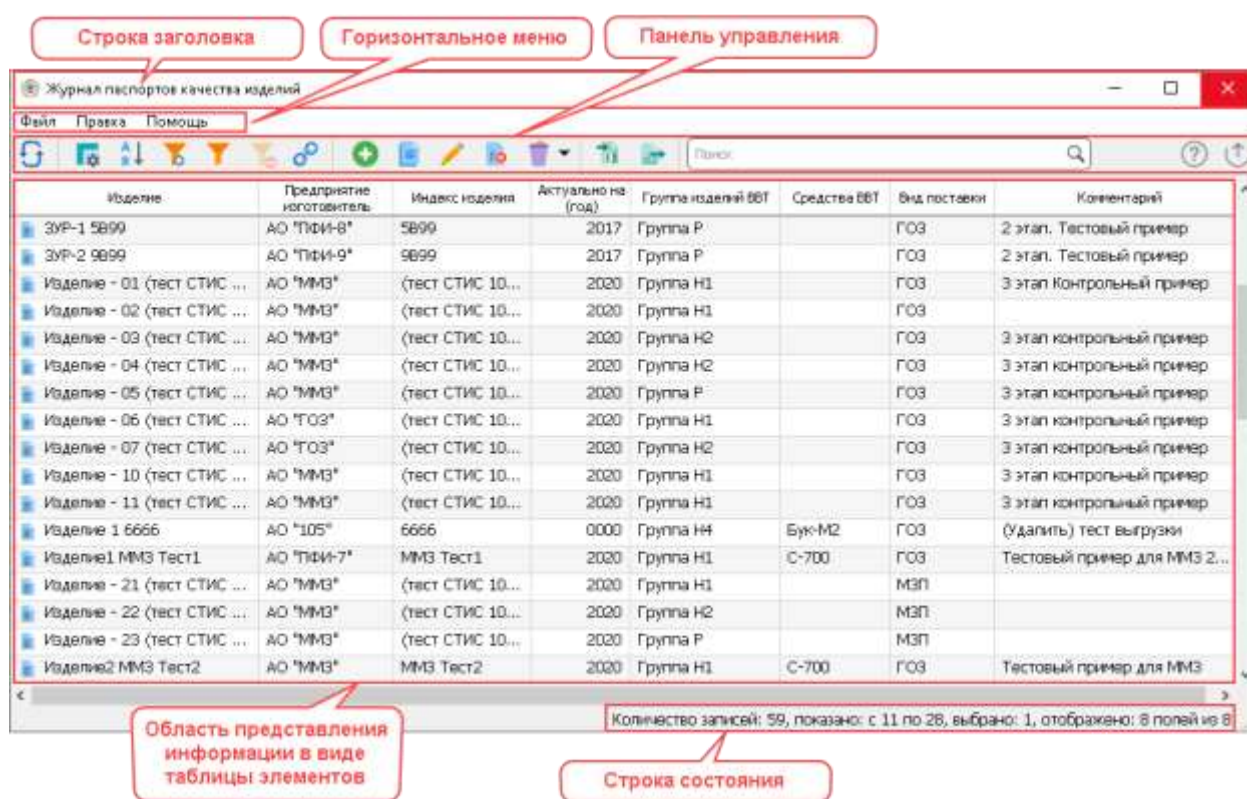 Строка заголовка Горизонтальное меню Панель управления
Журнал паспортов качества изделий
Файл Правка Помощь
Поиск
Изделие Предприятие изготовитель Индекс изделия Актуально на (год) Группа изделий ВВТ Средства ВВТ Вид поставки Комментарий
ЗУР-1 5В99 АО "ПФИ-8" 5В99 2017 Группа Р ГОЗ 2 этап. Тестовый пример
ЗУР-2 9В99 АО "ПФИ-9" 9В99 2017 Группа Р ГОЗ 2 этап. Тестовый пример
Изделие - 01 (тест СТИС ... АО "ММЗ" (тест СТИС 10... 2020 Группа Н1 ГОЗ 3 этап Контрольный пример
Изделие - 02 (тест СТИС ... АО "ММЗ" (тест СТИС 10... 2020 Группа Н1 ГОЗ
Изделие - 03 (тест СТИС ... АО "ММЗ" (тест СТИС 10... 2020 Группа Н2 ГОЗ 3 этап контрольный пример
Изделие - 04 (тест СТИС ... АО "ММЗ" (тест СТИС 10... 2020 Группа Н2 ГОЗ 3 этап контрольный пример
Изделие - 05 (тест СТИС ... АО "ММЗ" (тест СТИС 10... 2020 Группа Р ГОЗ 3 этап контрольный пример
Изделие - 06 (тест СТИС ... АО "ГОЗ" (тест СТИС 10... 2020 Группа Н1 ГОЗ 3 этап контрольный пример
Изделие - 07 (тест СТИС ... АО "ГОЗ" (тест СТИС 10... 2020 Группа Н2 ГОЗ 3 этап контрольный пример
Изделие - 10 (тест СТИС ... АО "ММЗ" (тест СТИС 10... 2020 Группа Н1 ГОЗ 3 этап контрольный пример
Изделие - 11 (тест СТИС ... АО "ММЗ" (тест СТИС 10... 2020 Группа Н1 ГОЗ 3 этап контрольный пример
Изделие 1 6666 АО "105" 6666 0000 Группа Н4 Бук-М2 ГОЗ (Удалить) тест выгрузки
Изделие1 ММЗ Тест1 АО "ПФИ-7" ММЗ Тест1 2020 Группа Н1 С-700 ГОЗ Тестовый пример для ММЗ 2...
Изделие - 21 (тест СТИС ... АО "ММЗ" (тест СТИС 10... 2020 Группа Н1 МЗП
Изделие - 22 (тест СТИС ... АО "ММЗ" (тест СТИС 10... 2020 Группа Н2 МЗП
Изделие - 23 (тест СТИС ... АО "ММЗ" (тест СТИС 10... 2020 Группа Р МЗП
Изделие2 ММЗ Тест2 АО "ММЗ" ММЗ Тест2 2020 Группа Н1 С-700 ГОЗ Тестовый пример для ММЗ
Количество записей: 59, показано: с 11 по 28, выбрано: 1, отображено: 8 полей из 8
Область представления
информации в виде
таблицы элементов
Строка состояния